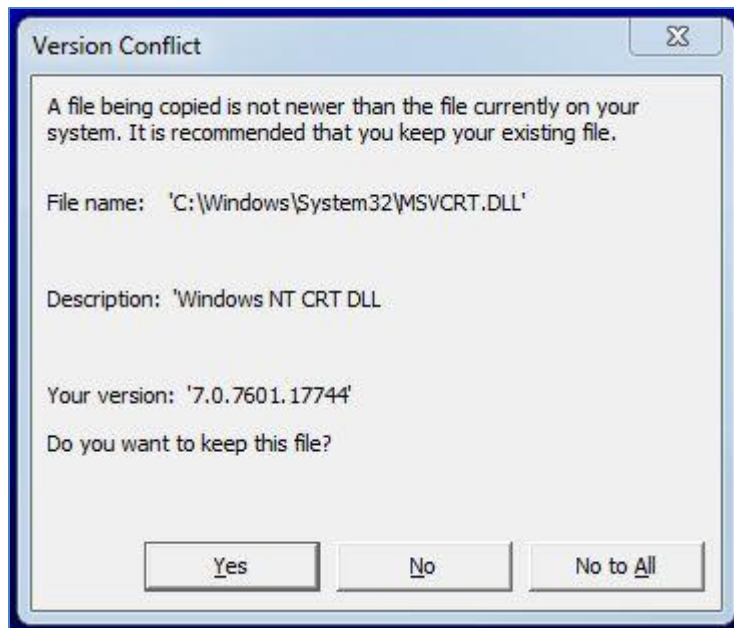 Version Conflict
A file being copied is not newer than the file currently on your
system. It is recommended that you keep your existing file.
File name: 'C:\Windows\System32\MSVCRT.DLL'
Description: 'Windows NT CRT DLL
Your version: '7.0.7601.17744'
Do you want to keep this file?
Yes No No to All